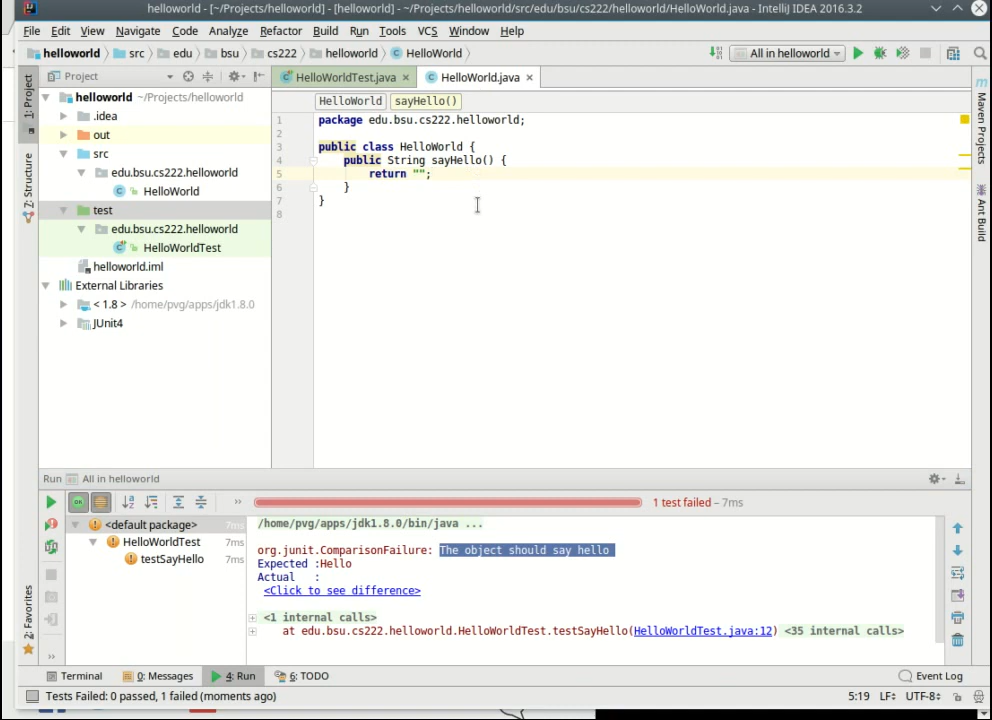 helloworld - [~/Projects/helloworld] - [helloworld] - ~/Projects/helloworld/src/edu/bsu/cs222/helloworld/HelloWorld.java - IntelliJ IDEA 2016.3.2
File Edit View Navigate Code Analyze Refactor Build Run Tools VCS Window Help
helloworld src edu bsu cs222 helloworld HelloWorld All in helloworld
Project HelloWorldTest.java HelloWorld.java
1: Project
Z: Structure
2: Favorites
helloworld ~/Projects/helloworld
.idea
out
src
edu.bsu.cs222.helloworld
HelloWorld
test
edu.bsu.cs222.helloworld
HelloWorldTest
helloworld.iml
External Libraries
< 1.8 > /home/pvg/apps/jdk1.8.0
JUnit4
HelloWorld sayHello()
1 package edu.bsu.cs222.helloworld;
2
3 public class HelloWorld {
4 public String sayHello() {
5 return "";
6 }
7 }
8
Maven Projects
Ant Build
Run All in helloworld
1 test failed – 7ms
<default package> 7ms
HelloWorldTest 7ms
testSayHello 7ms
/home/pvg/apps/jdk1.8.0/bin/java ...
org.junit.ComparisonFailure: The object should say hello
Expected :Hello
Actual :
<Click to see difference>
<1 internal calls>
at edu.bsu.cs222.helloworld.HelloWorldTest.testSayHello(HelloWorldTest.java:12) <35 internal calls>
Terminal 0: Messages 4: Run 6: TODO Event Log
Tests Failed: 0 passed, 1 failed (moments ago) 5:19 LF UTF-8